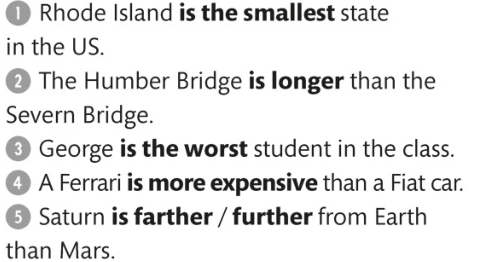 1 Rhode Island is the smallest state
in the US.
2 The Humber Bridge is longer than the
Severn Bridge.
3 George is the worst student in the class.
4 A Ferrari is more expensive than a Fiat car.
5 Saturn is farther / further from Earth
than Mars.